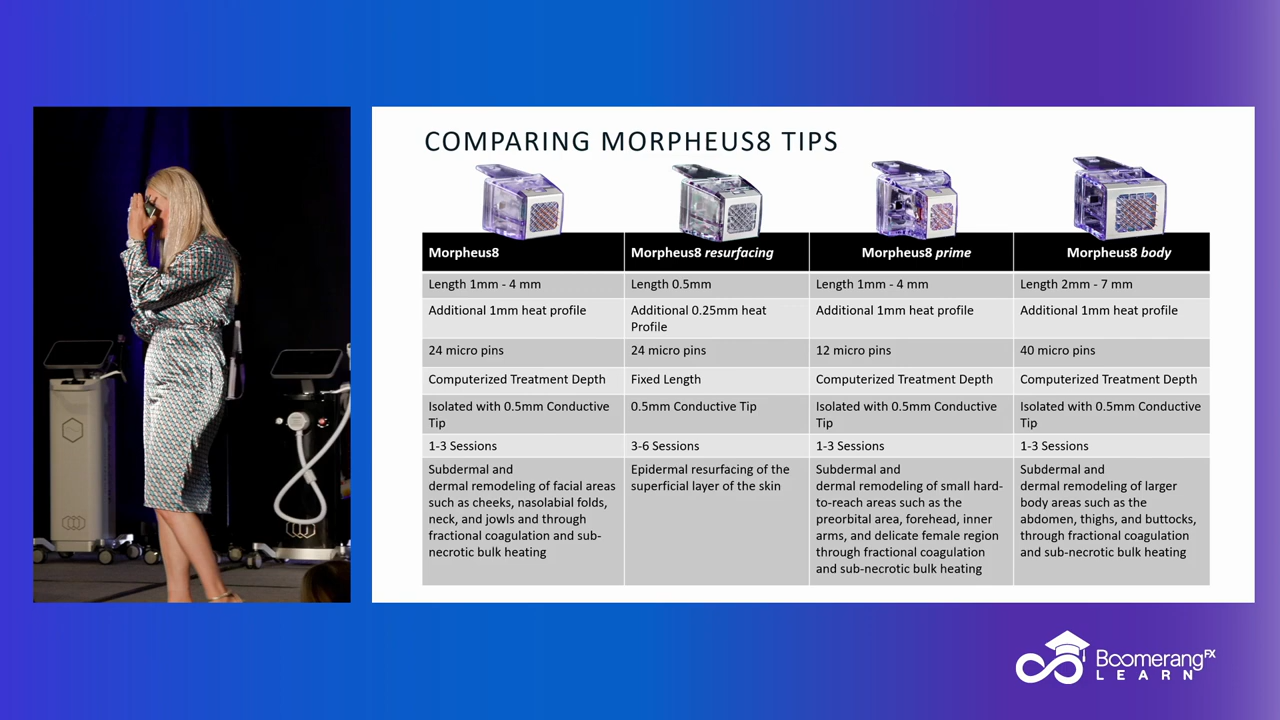 COMPARING MORPHEUS8 TIPS
Morpheus8
Morpheus8 resurfacing
Morpheus8 prime
Morpheus8 body
Length 1mm - 4 mm
Length 0.5mm
Length 1mm - 4 mm
Length 2mm - 7 mm
Additional 1mm heat profile
Additional 0.25mm heat
Profile
Additional 1mm heat profile
Additional 1mm heat profile
24 micro pins
24 micro pins
12 micro pins
40 micro pins
Computerized Treatment Depth
Fixed Length
Computerized Treatment Depth
Computerized Treatment Depth
Isolated with 0.5mm Conductive
Tip
0.5mm Conductive Tip
Isolated with 0.5mm Conductive
Tip
Isolated with 0.5mm Conductive
Tip
1-3 Sessions
3-6 Sessions
1-3 Sessions
1-3 Sessions
Subdermal and
dermal remodeling of facial areas
such as cheeks, nasolabial folds,
neck, and jowls and through
fractional coagulation and sub-
necrotic bulk heating
Epidermal resurfacing of the
superficial layer of the skin
Subdermal and
dermal remodeling of small hard-
to-reach areas such as the
preorbital area, forehead, inner
arms, and delicate female region
through fractional coagulation
and sub-necrotic bulk heating
Subdermal and
dermal remodeling of larger
body areas such as the
abdomen, thighs, and buttocks,
through fractional coagulation
and sub-necrotic bulk heating
BoomerangFX
LEARN